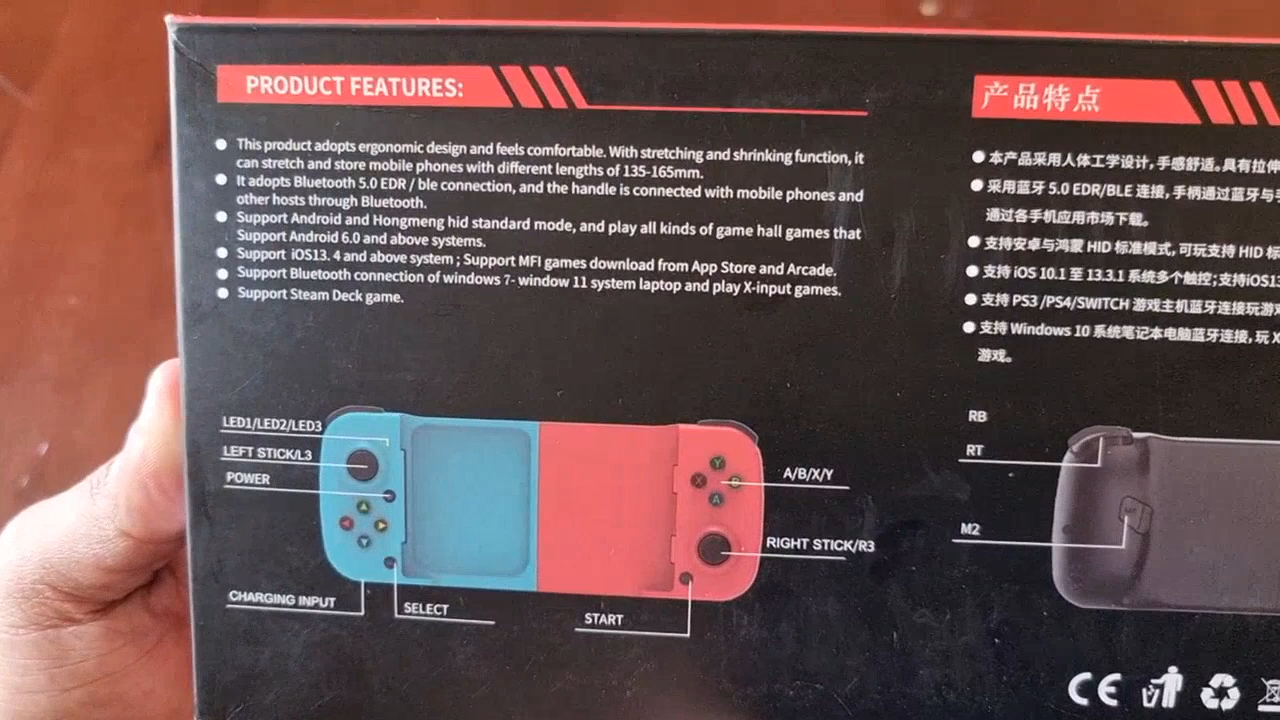 PRODUCT FEATURES:
This product adopts ergonomic design and feels comfortable. With stretching and shrinking function, it
can stretch and store mobile phones with different lengths of 135-165mm.
It adopts Bluetooth 5.0 EDR / ble connection, and the handle is connected with mobile phones and
other hosts through Bluetooth.
Support Android and Hongmeng hid standard mode, and play all kinds of game hall games that
Support Android 6.0 and above systems.
Support iOS13. 4 and above system ; Support MFI games download from App Store and Arcade.
Support Bluetooth connection of windows 7- window 11 system laptop and play X-input games.
Support Steam Deck game.
LED1/LED2/LED3
LEFT STICK/L3
POWER
CHARGING INPUT
SELECT
START
A/B/X/Y
RIGHT STICK/R3
Y
X
B
A
产品特点
本产品采用人体工学设计,手感舒适。具有拉伸
采用蓝牙 5.0 EDR/BLE 连接,手柄通过蓝牙与
通过各手机应用市场下载。
支持安卓与鸿蒙 HID 标准模式,可玩支持 HID 标
支持 iOS 10.1 至 13.3.1 系统多个触控;支持iOS1
支持 PS3 /PS4/SWITCH 游戏主机蓝牙连接玩游
支持 Windows 10 系统笔记本电脑蓝牙连接,玩 X
游戏。
RB
RT
M2
CE